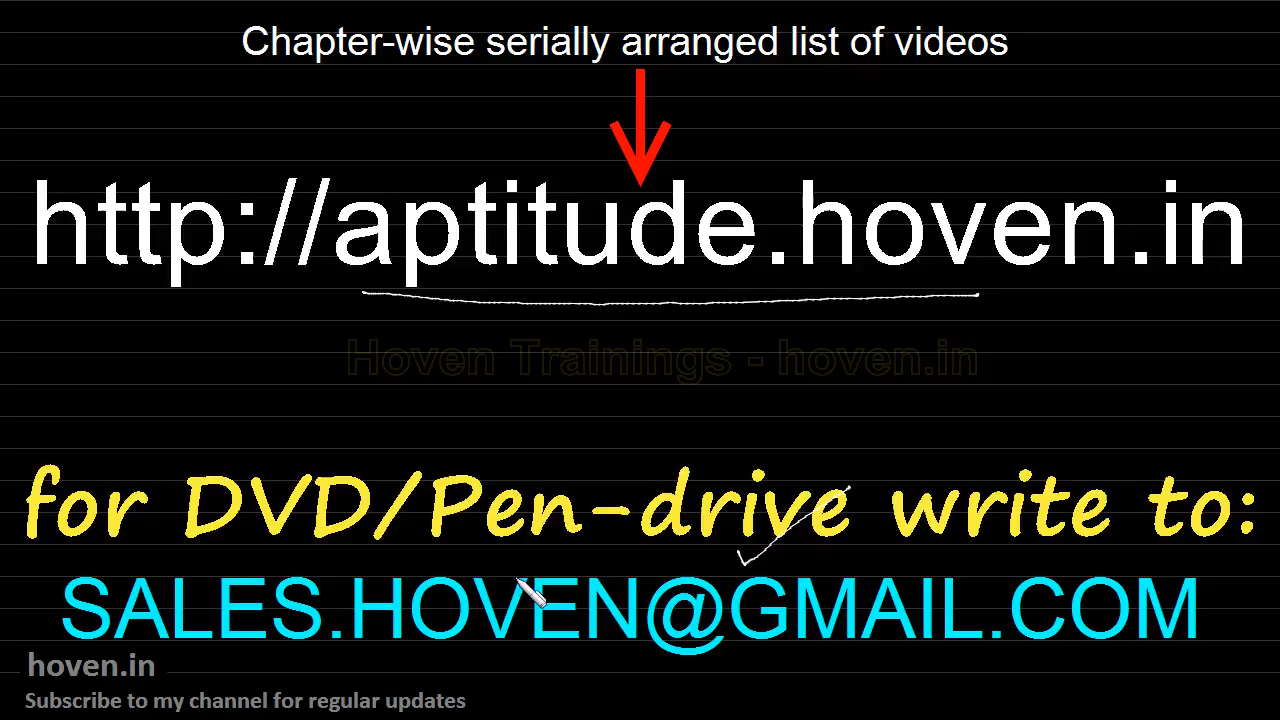 Chapter-wise serially arranged list of videos
http://aptitude.hoven.in
Hoven Trainings - hoven.in
for DVD/Pen-drive write to:
SALES.HOVEN@GMAIL.COM
hoven.in
Subscribe to my channel for regular updates